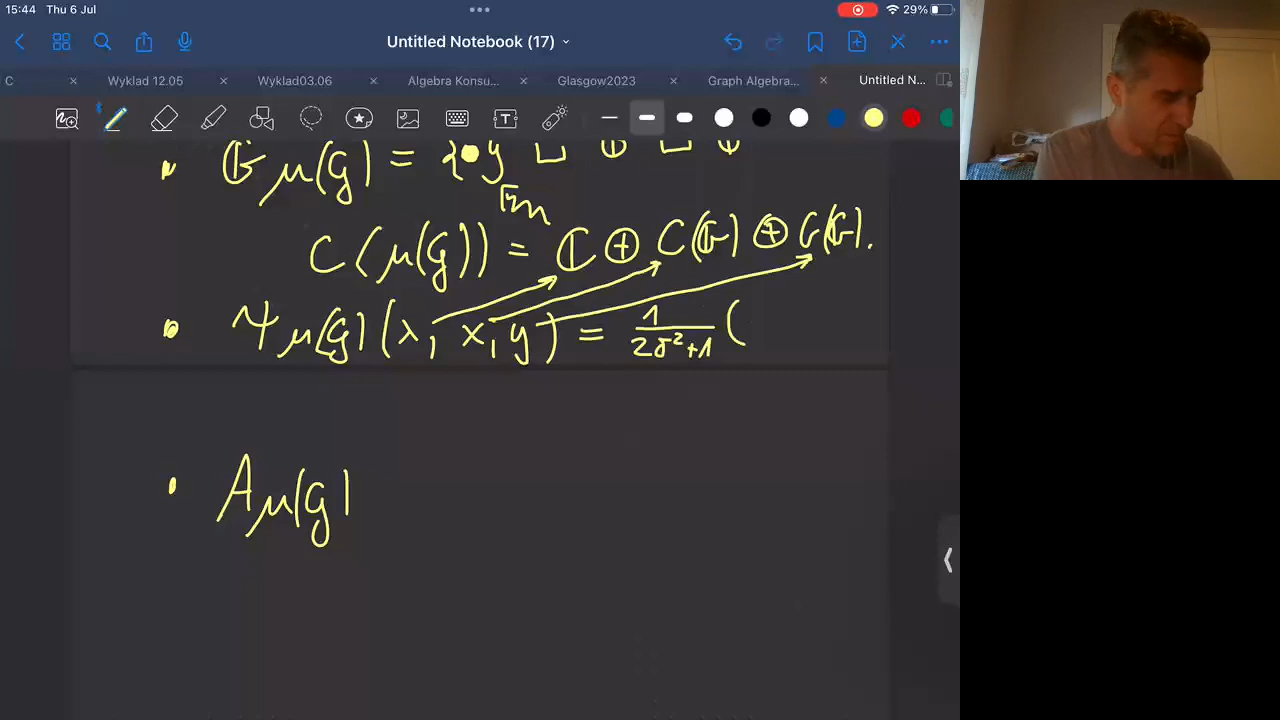 15:44 Thu 6 Jul
29%
Untitled Notebook (17)
C
Wyklad 12.05
Wyklad03.06
Algebra Konsu...
Glasgow2023
Graph Algebra...
Untitled N...
• 𝔾μ(G) = {•} ⊔ 𝔾 ⊔ 𝔾
C(μ(G)) = ℂ ⊕ C(𝔾) ⊕ C(𝔾).
• Ψμ(G)(λ, x, y) = 1/(2δ²+1) (
• Aμ(G)